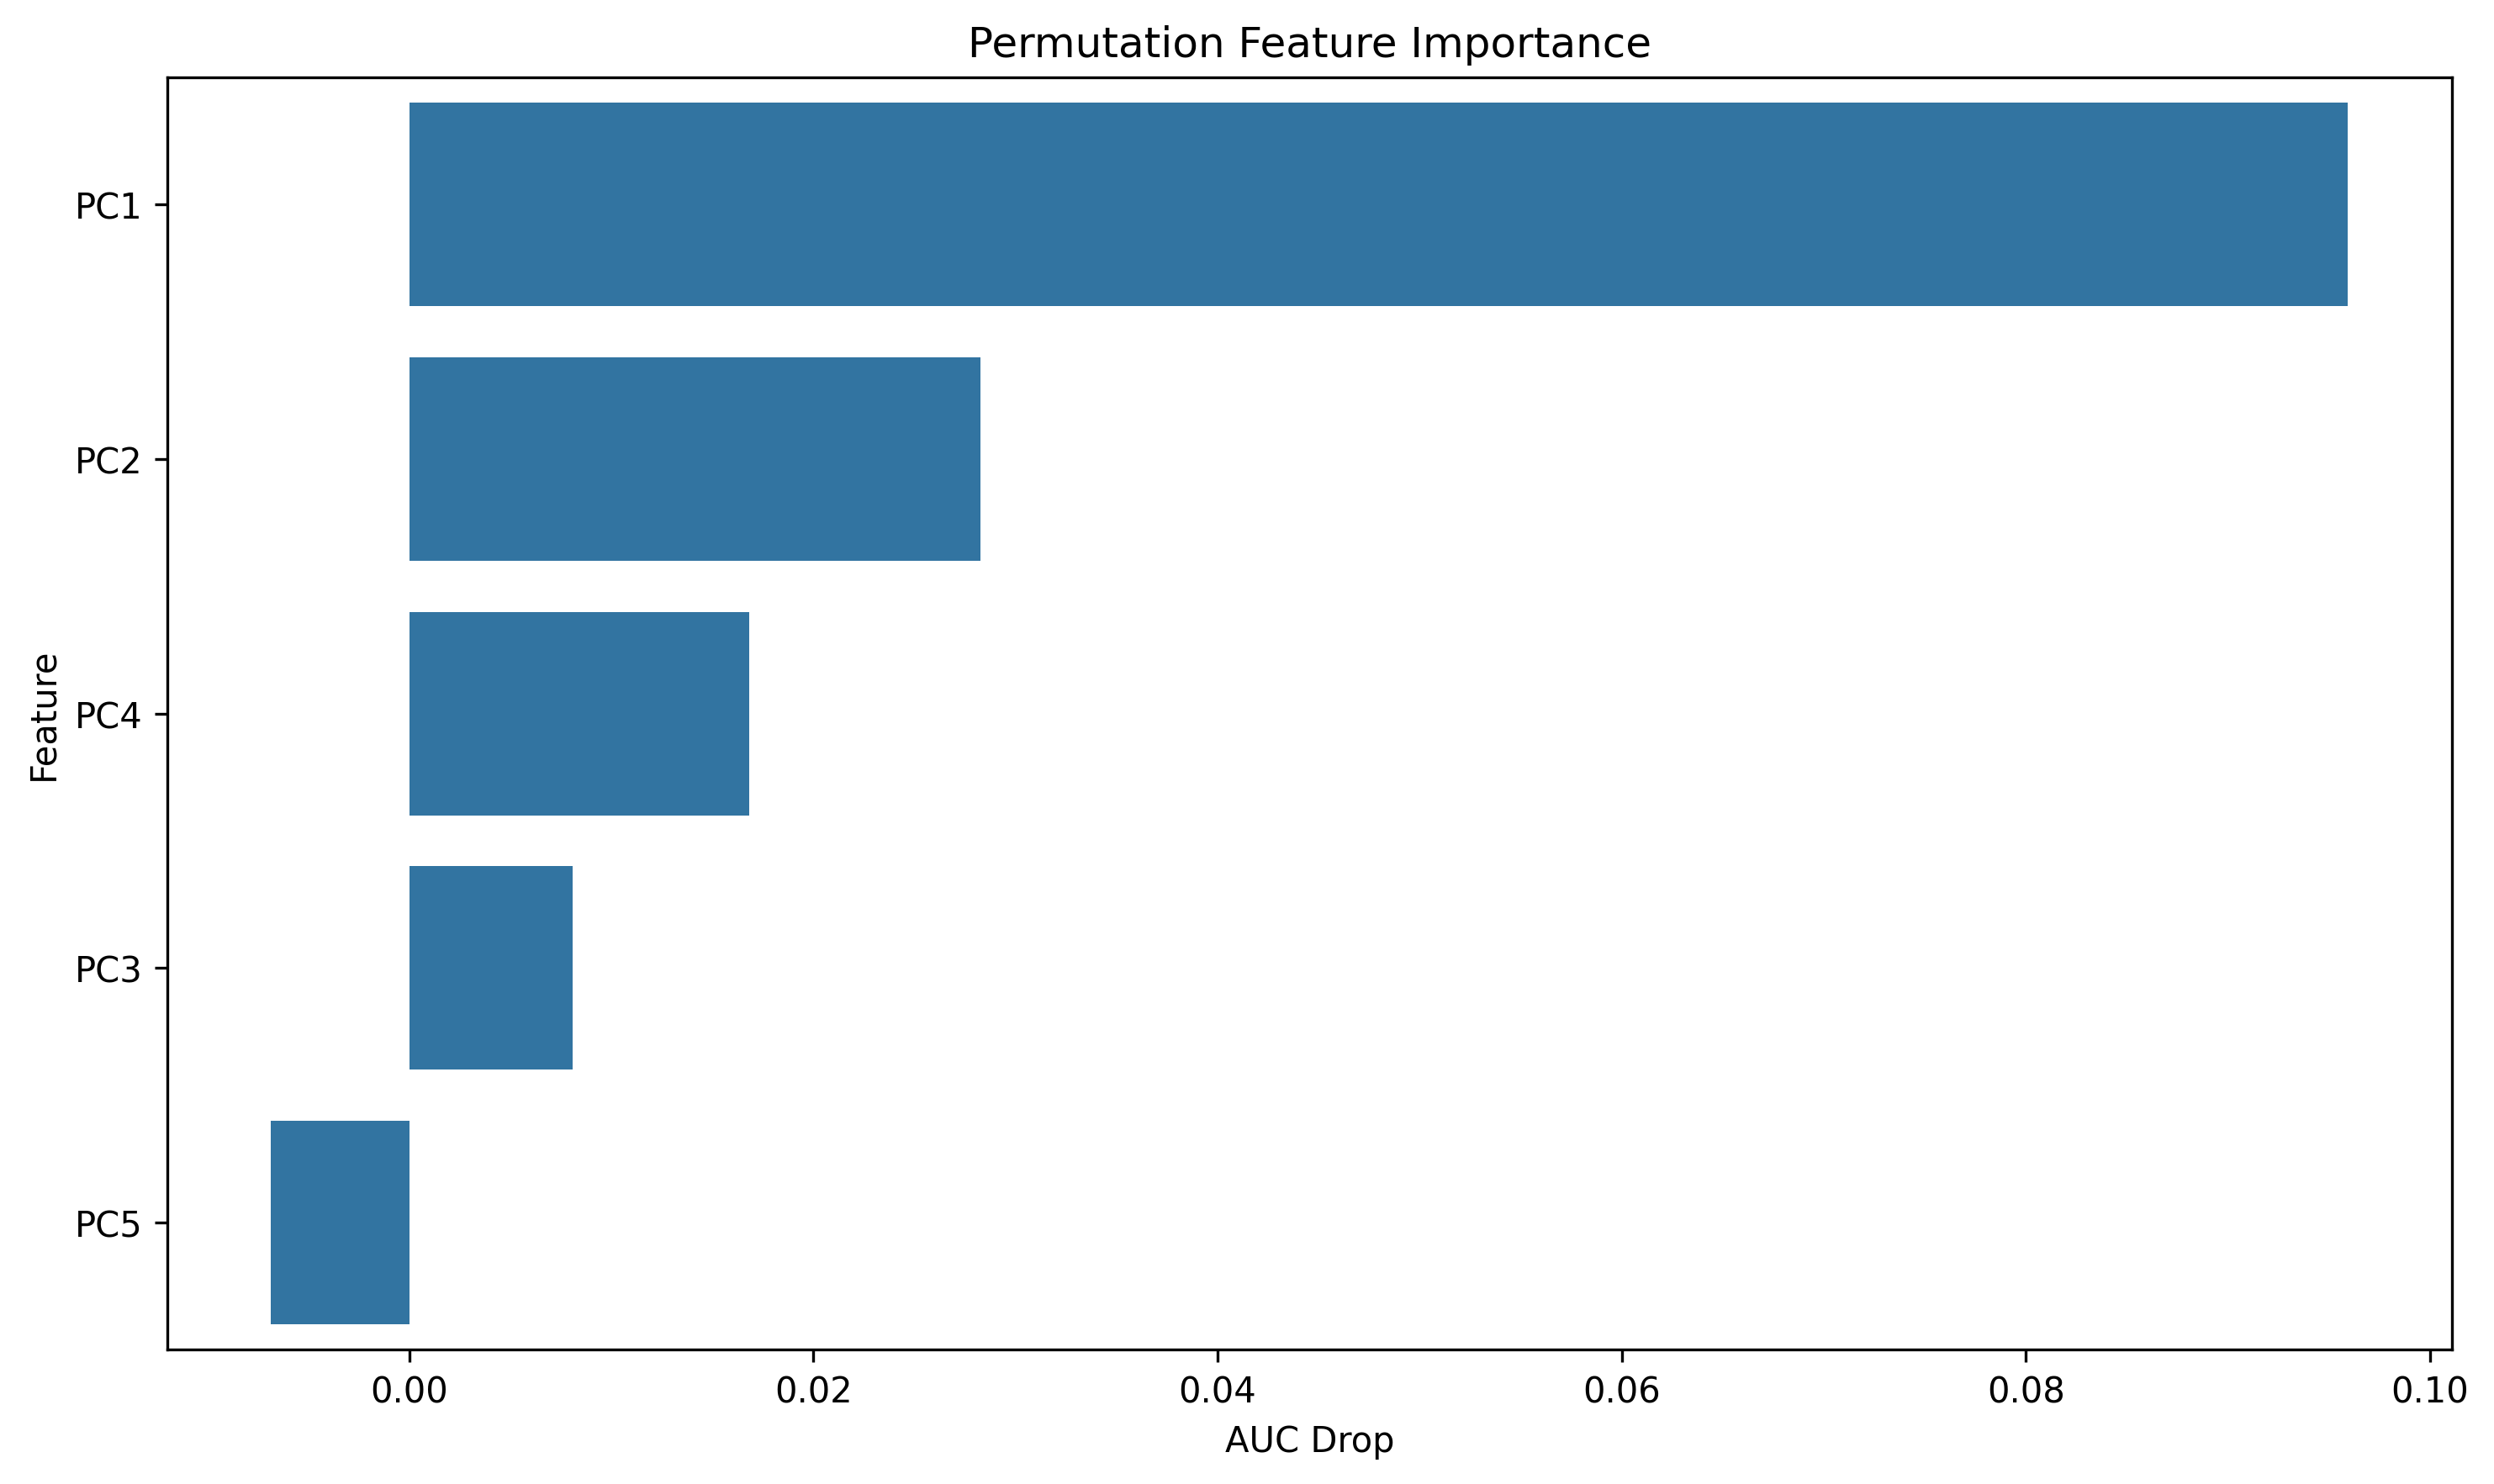 Permutation Feature Importance
PC1
PC2
PC4
PC3
PC5
Feature
0.00
0.02
0.04
0.06
0.08
0.10
AUC Drop